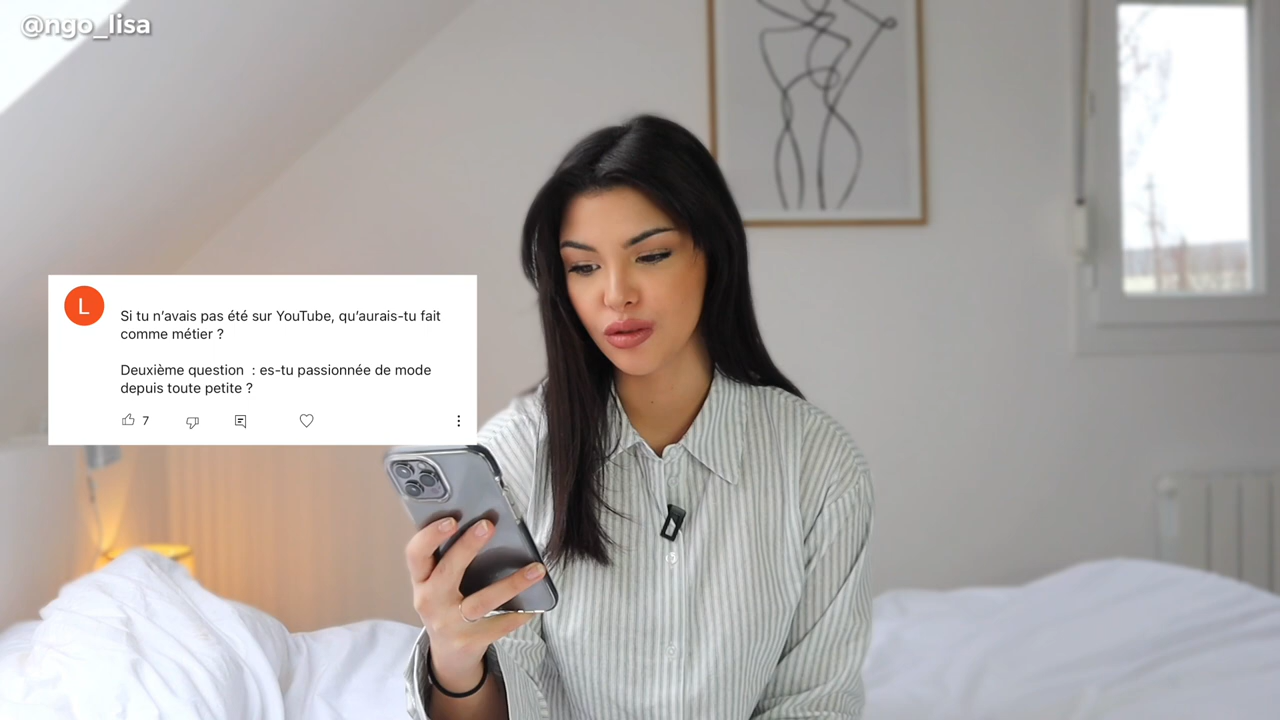 @ngo_lisa
L
Si tu n’avais pas été sur YouTube, qu’aurais-tu fait
comme métier ?
Deuxième question  : es-tu passionnée de mode
depuis toute petite ?
7